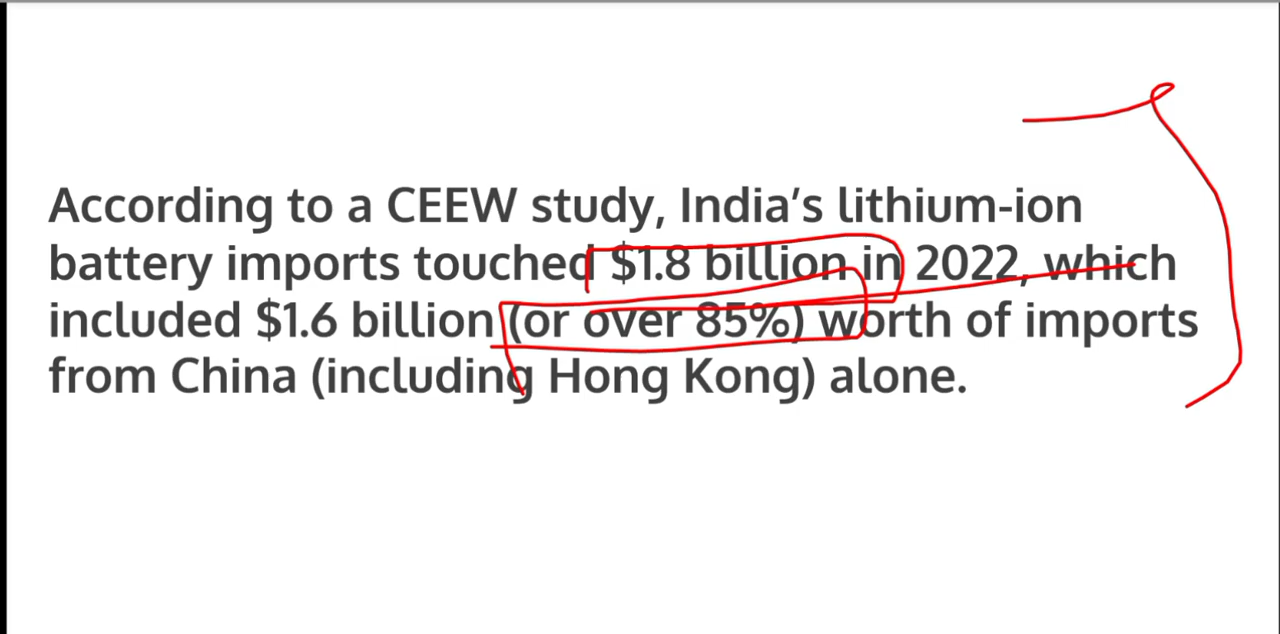 According to a CEEW study, India’s lithium-ion
battery imports touched $1.8 billion in 2022, which
included $1.6 billion (or over 85%) worth of imports
from China (including Hong Kong) alone.